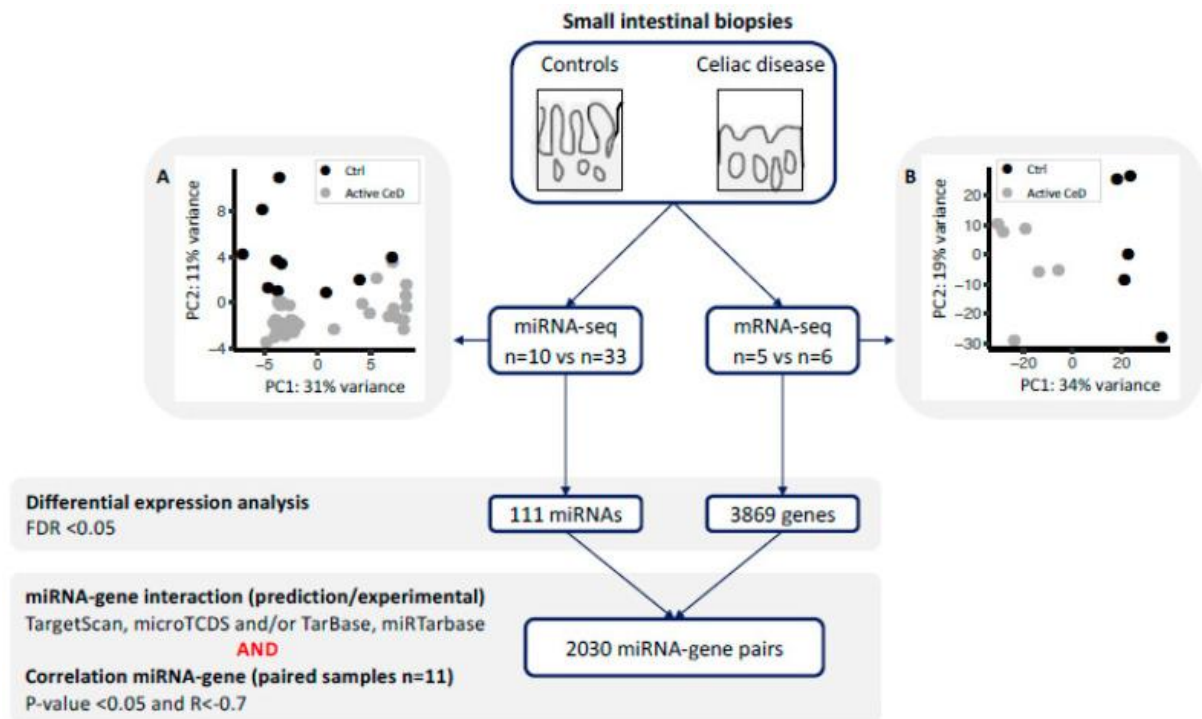 Small intestinal biopsies
Controls
Celiac disease
A
Ctrl
Active CeD
8
4
0
−4
PC2: 11% variance
−5
0
5
PC1: 31% variance
B
Ctrl
Active CeD
20
10
0
−10
−20
−30
PC2: 19% variance
−20
0
20
PC1: 34% variance
miRNA-seq
n=10 vs n=33
mRNA-seq
n=5 vs n=6
Differential expression analysis
FDR <0.05
111 miRNAs
3869 genes
miRNA-gene interaction (prediction/experimental)
TargetScan, microTCDS and/or TarBase, miRTarbase
AND
Correlation miRNA-gene (paired samples n=11)
P-value <0.05 and R<-0.7
2030 miRNA-gene pairs